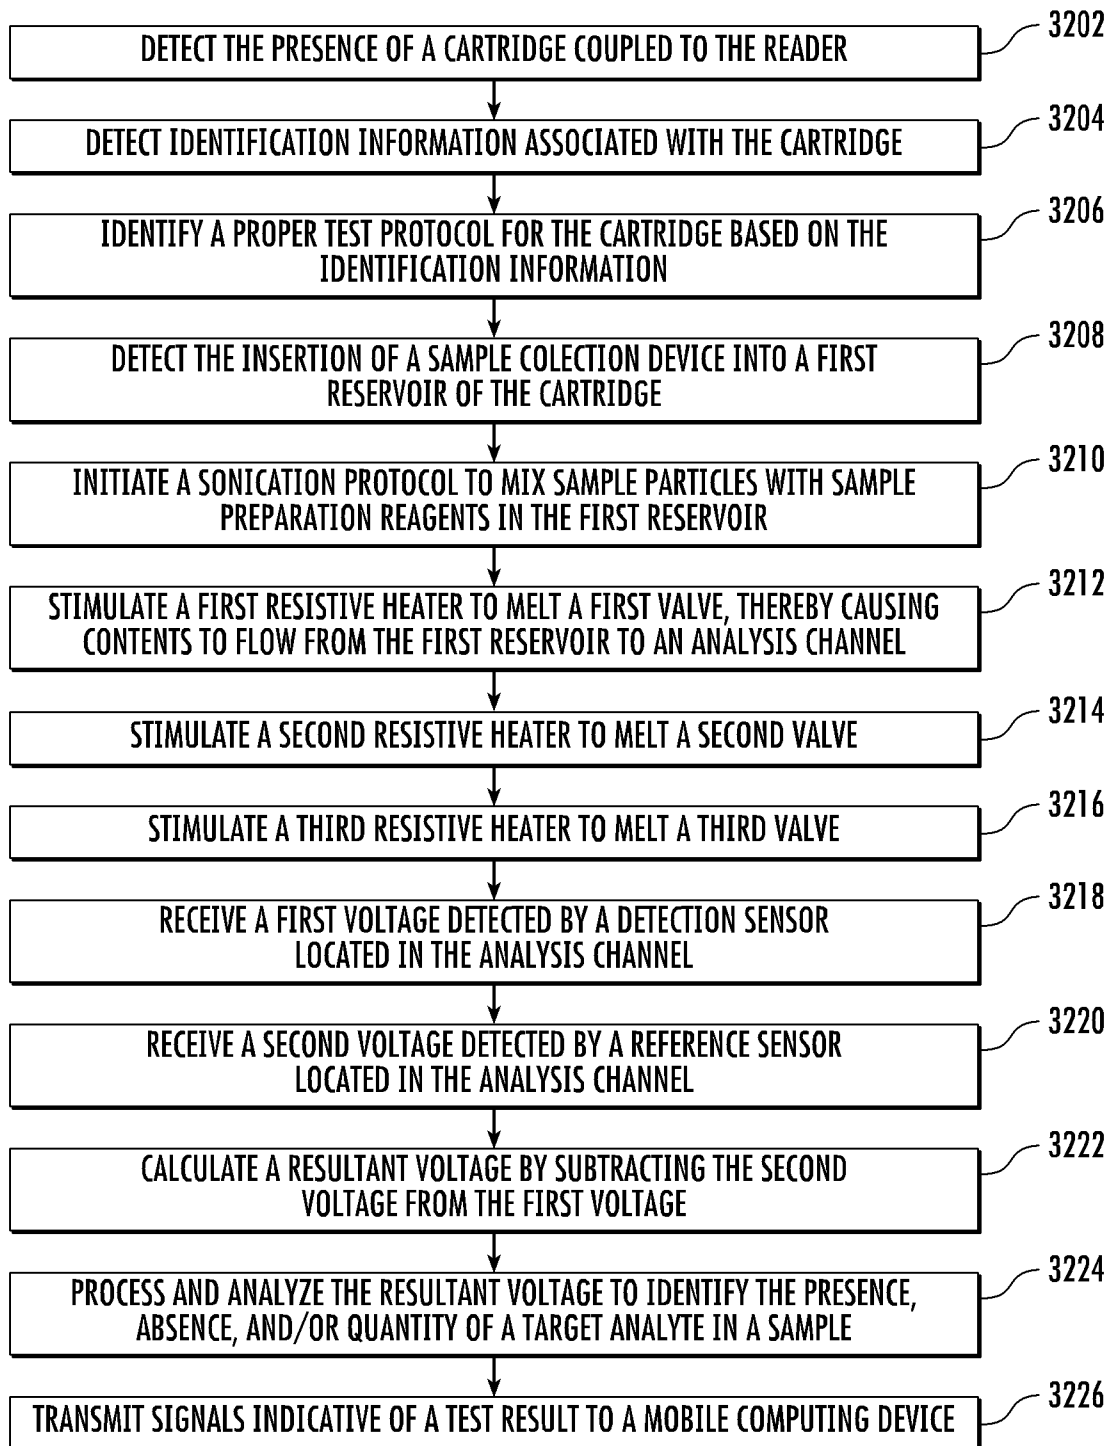 3202
DETECT THE PRESENCE OF A CARTRIDGE COUPLED TO THE READER
3204
DETECT IDENTIFICATION INFORMATION ASSOCIATED WITH THE CARTRIDGE
3206
IDENTIFY A PROPER TEST PROTOCOL FOR THE CARTRIDGE BASED ON THE
IDENTIFICATION INFORMATION
3208
DETECT THE INSERTION OF A SAMPLE COLECTION DEVICE INTO A FIRST
RESERVOIR OF THE CARTRIDGE
3210
INITIATE A SONICATION PROTOCOL TO MIX SAMPLE PARTICLES WITH SAMPLE
PREPARATION REAGENTS IN THE FIRST RESERVOIR
3212
STIMULATE A FIRST RESISTIVE HEATER TO MELT A FIRST VALVE, THEREBY CAUSING
CONTENTS TO FLOW FROM THE FIRST RESERVOIR TO AN ANALYSIS CHANNEL
3214
STIMULATE A SECOND RESISTIVE HEATER TO MELT A SECOND VALVE
3216
STIMULATE A THIRD RESISTIVE HEATER TO MELT A THIRD VALVE
3218
RECEIVE A FIRST VOLTAGE DETECTED BY A DETECTION SENSOR
LOCATED IN THE ANALYSIS CHANNEL
3220
RECEIVE A SECOND VOLTAGE DETECTED BY A REFERENCE SENSOR
LOCATED IN THE ANALYSIS CHANNEL
3222
CALCULATE A RESULTANT VOLTAGE BY SUBTRACTING THE SECOND
VOLTAGE FROM THE FIRST VOLTAGE
3224
PROCESS AND ANALYZE THE RESULTANT VOLTAGE TO IDENTIFY THE PRESENCE,
ABSENCE, AND/OR QUANTITY OF A TARGET ANALYTE IN A SAMPLE
3226
TRANSMIT SIGNALS INDICATIVE OF A TEST RESULT TO A MOBILE COMPUTING DEVICE